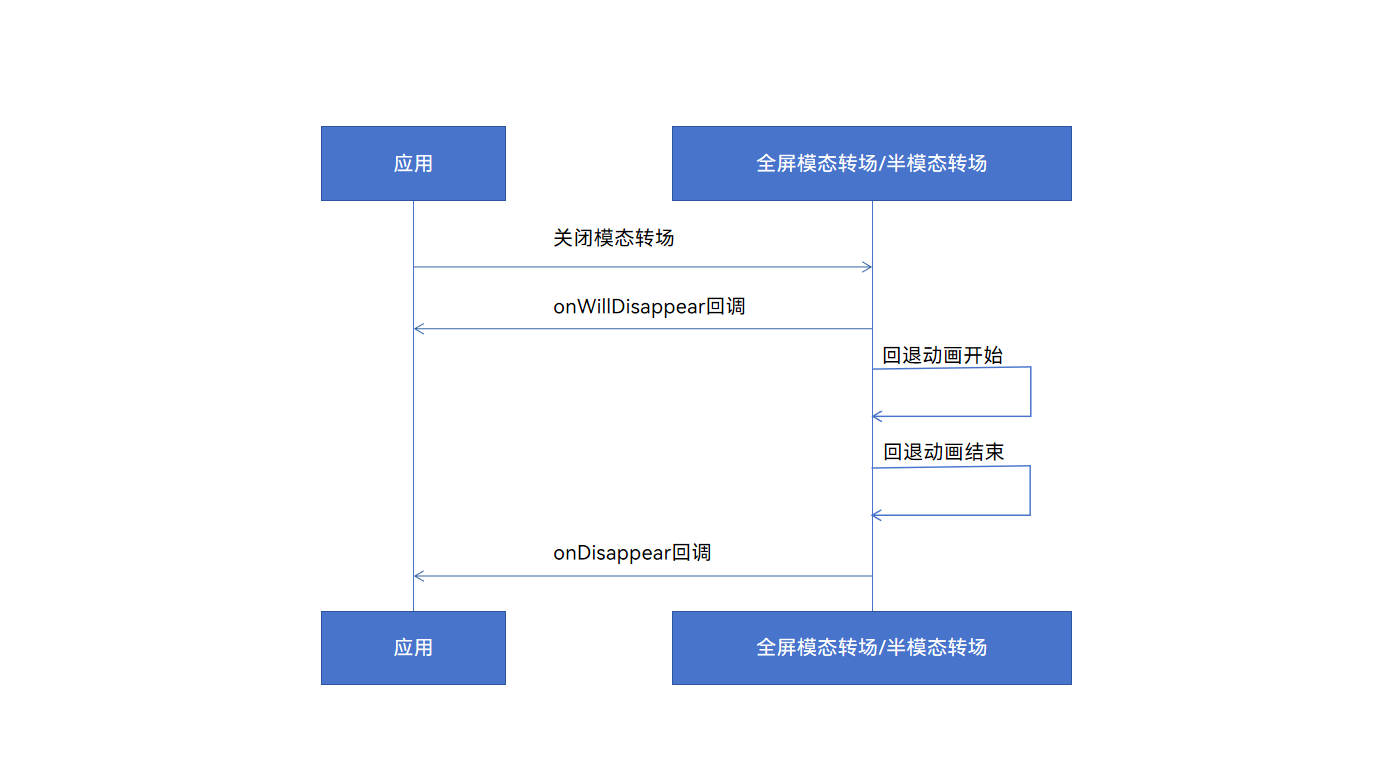 应用
全屏模态转场/半模态转场
关闭模态转场
onWillDisappear回调
回退动画开始
回退动画结束
onDisappear回调
应用
全屏模态转场/半模态转场